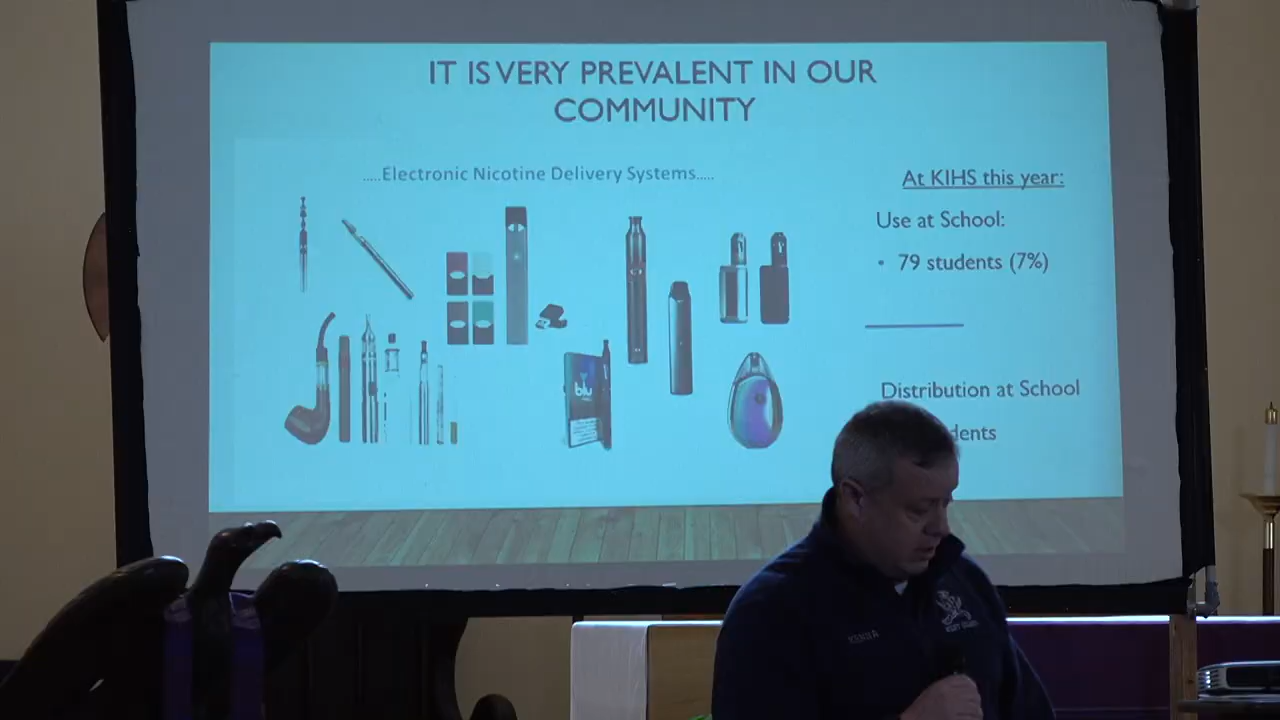 IT IS VERY PREVALENT IN OUR
COMMUNITY
.....Electronic Nicotine Delivery Systems.....
At KIHS this year:
Use at School:
• 79 students (7%)
Distribution at School
blu